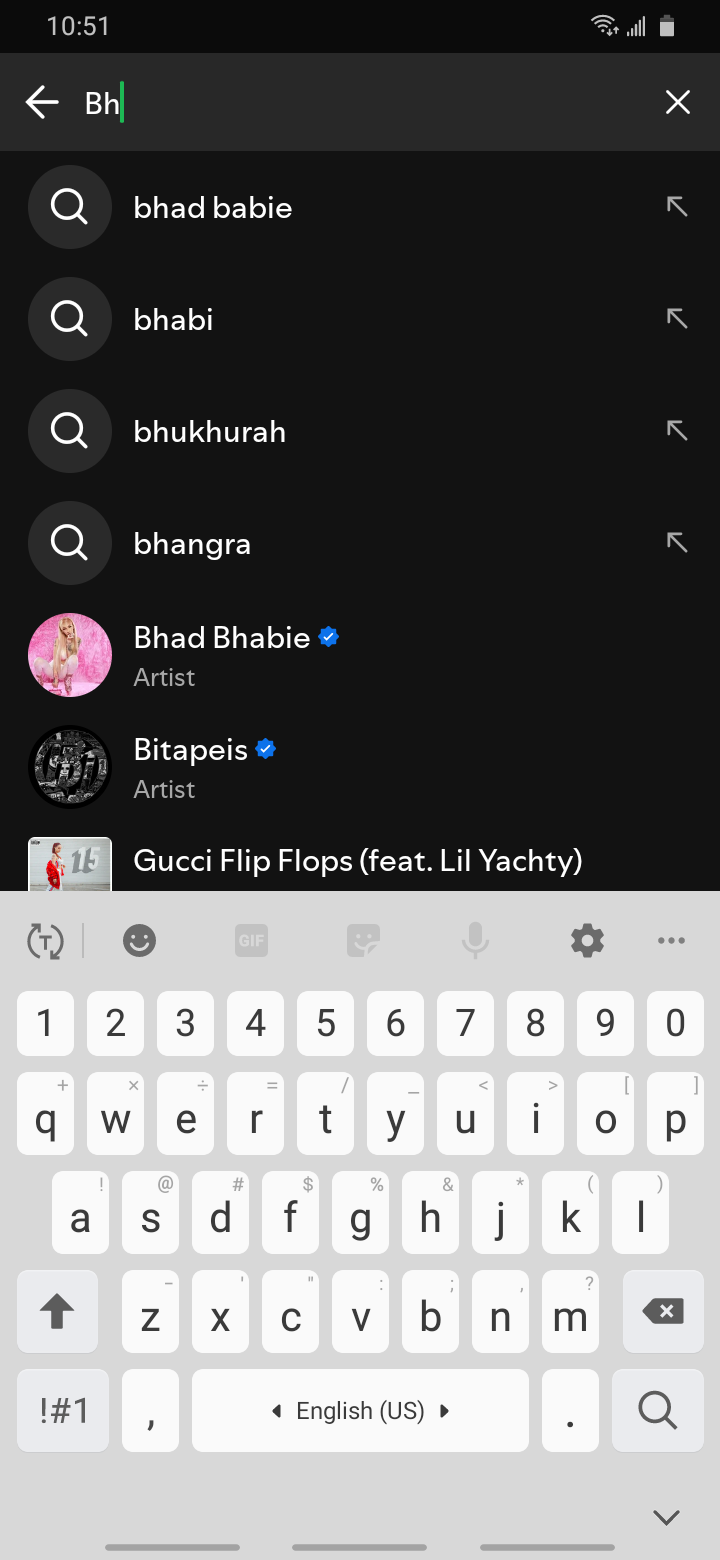 10:51
Bh
bhad babie
bhabi
bhukhurah
bhangra
Bhad Bhabie
Artist
Bitapeis
Artist
Gucci Flip Flops (feat. Lil Yachty)
T GIF
1 2 3 4 5 6 7 8 9 0
+ × ÷ = / _ < > [ ]
q w e r t y u i o p
! @ # $ % & * ( )
a s d f g h j k l
- ' " : ; , ?
z x c v b n m
!#1 , English (US) .